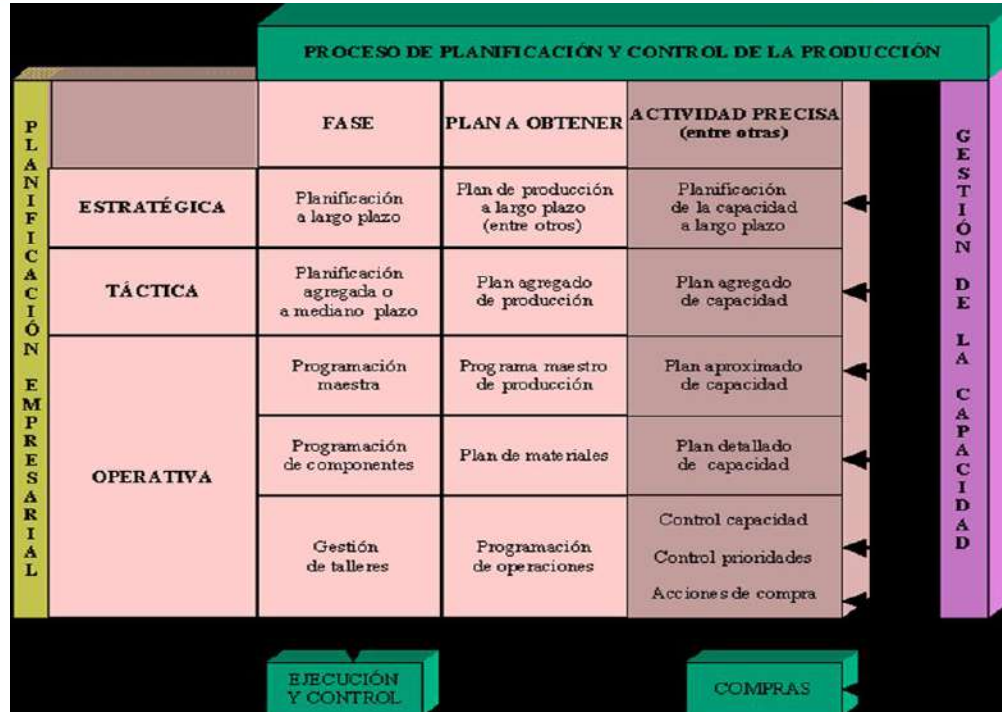 PROCESO DE PLANIFICACIÓN Y CONTROL DE LA PRODUCCIÓN
PLANIFICACIÓN EMPRESARIAL
FASE
PLAN A OBTENER
ACTIVIDAD PRECISA
(entre otras)
ESTRATÉGICA
Planificación
a largo plazo
Plan de producción
a largo plazo
(entre otros)
Planificación
de la capacidad
a largo plazo
TÁCTICA
Planificación
agregada o
a mediano plazo
Plan agregado
de producción
Plan agregado
de capacidad
OPERATIVA
Programación
maestra
Programa maestro
de producción
Plan aproximado
de capacidad
Programación
de componentes
Plan de materiales
Plan detallado
de capacidad
Gestión
de talleres
Programación
de operaciones
Control capacidad
Control prioridades
Acciones de compra
GESTIÓN DE LA CAPACIDAD
EJECUCIÓN
Y CONTROL
COMPRAS